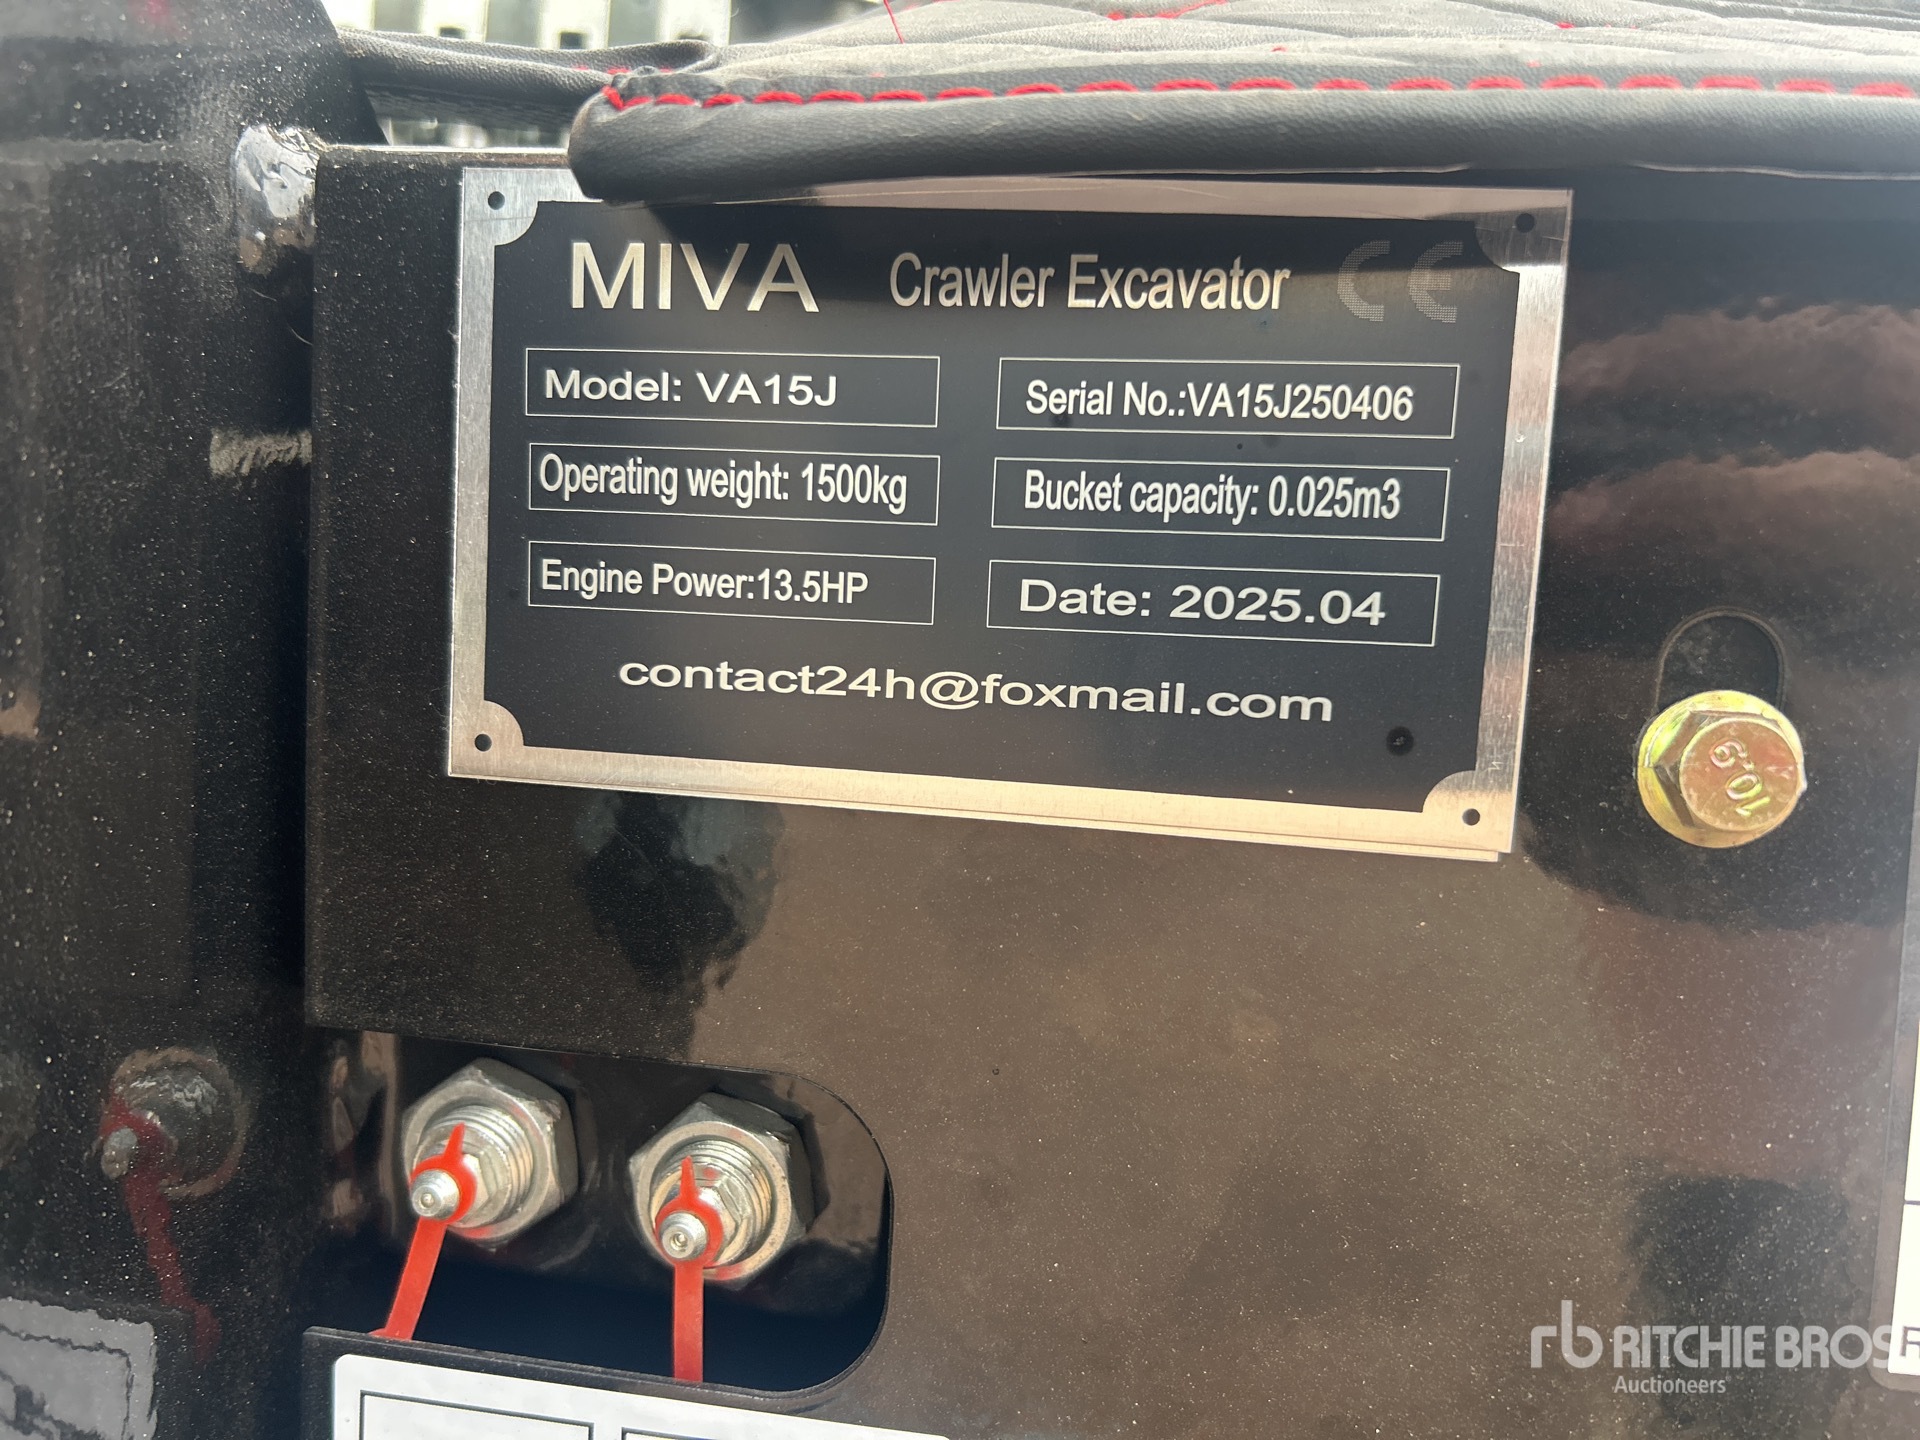 MIVA Crawler Excavator CE
Model: VA15J
Serial No.:VA15J250406
Operating weight: 1500kg
Bucket capacity: 0.025m3
Engine Power:13.5HP
Date: 2025.04
contact24h@foxmail.com
10.9
rb RITCHIE BROS
Auctioneers